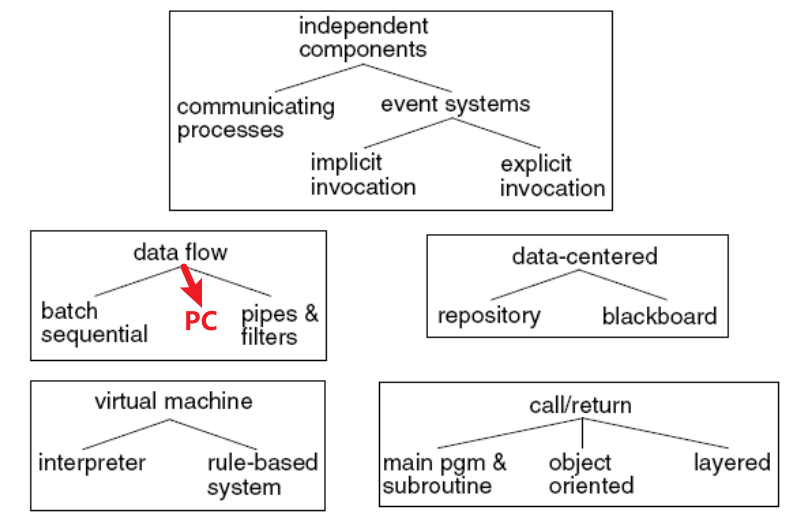 independent
components
communicating
processes
event systems
implicit
invocation
explicit
invocation
data flow
batch
sequential
PC
pipes &
filters
data-centered
repository
blackboard
virtual machine
interpreter
rule-based
system
call/return
main pgm &
subroutine
object
oriented
layered